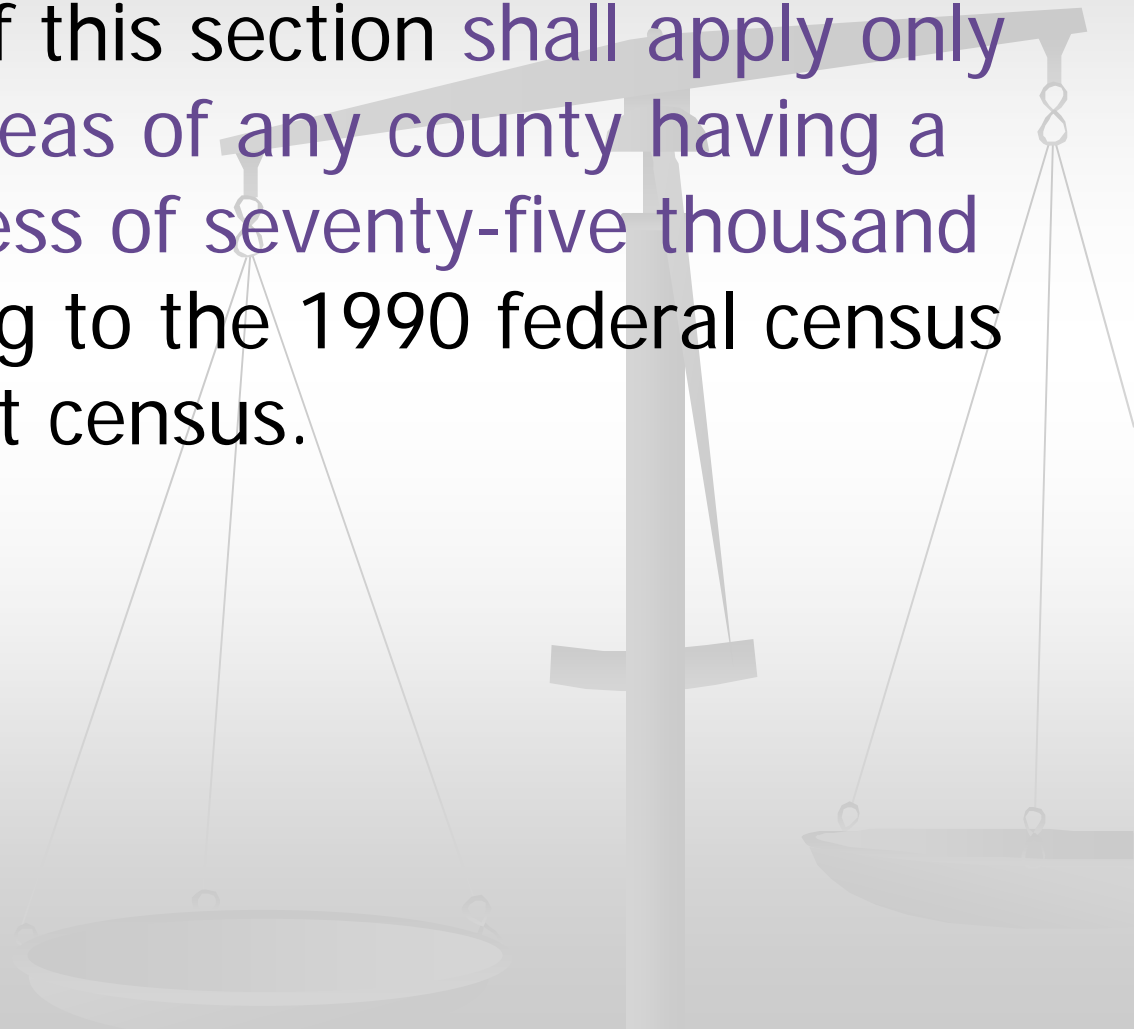 f this section shall apply only
eas of any county having a
ess of seventy-five thousand
g to the 1990 federal census
t census.